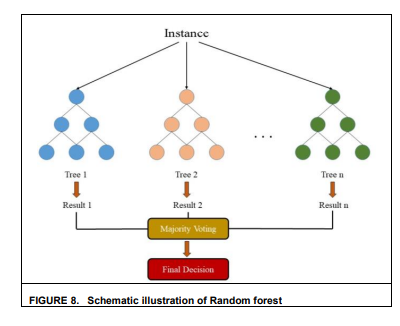 Instance
. . .
Tree 1 Tree 2 Tree n
Result 1 Result 2 Result n
Majority Voting
Final Decision
FIGURE 8. Schematic illustration of Random forest